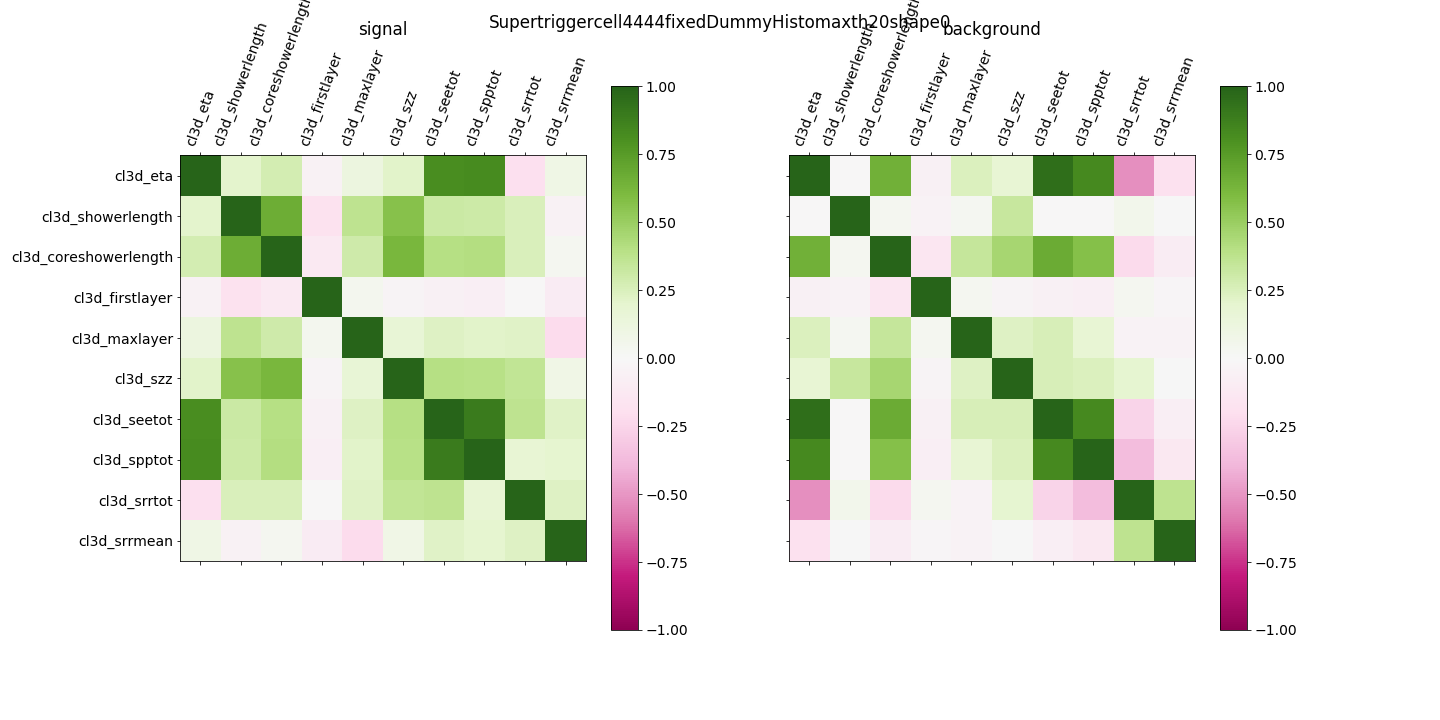 Supertriggercell4444fixedDummyHistomaxth20shape0
signal
cl3d_eta
cl3d_showerlength
cl3d_coreshowerlength
cl3d_firstlayer
cl3d_maxlayer
cl3d_szz
cl3d_seetot
cl3d_spptot
cl3d_srrtot
cl3d_srrmean
cl3d_eta
cl3d_showerlength
cl3d_coreshowerlength
cl3d_firstlayer
cl3d_maxlayer
cl3d_szz
cl3d_seetot
cl3d_spptot
cl3d_srrtot
cl3d_srrmean
1.00
0.75
0.50
0.25
0.00
−0.25
−0.50
−0.75
−1.00
background
cl3d_eta
cl3d_showerlength
cl3d_coreshowerlength
cl3d_firstlayer
cl3d_maxlayer
cl3d_szz
cl3d_seetot
cl3d_spptot
cl3d_srrtot
cl3d_srrmean
1.00
0.75
0.50
0.25
0.00
−0.25
−0.50
−0.75
−1.00